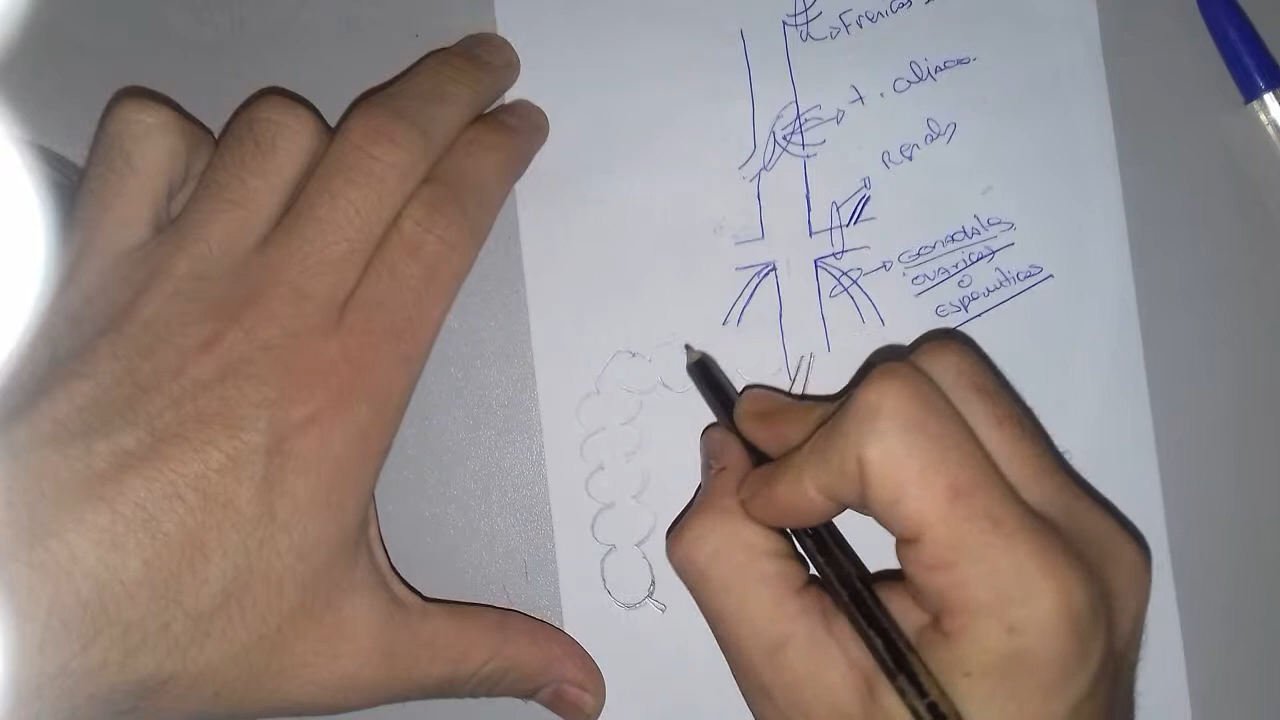 Frenicas
t. celiaco.
Renals
Gonadals
ovaricas
o
espermaticas